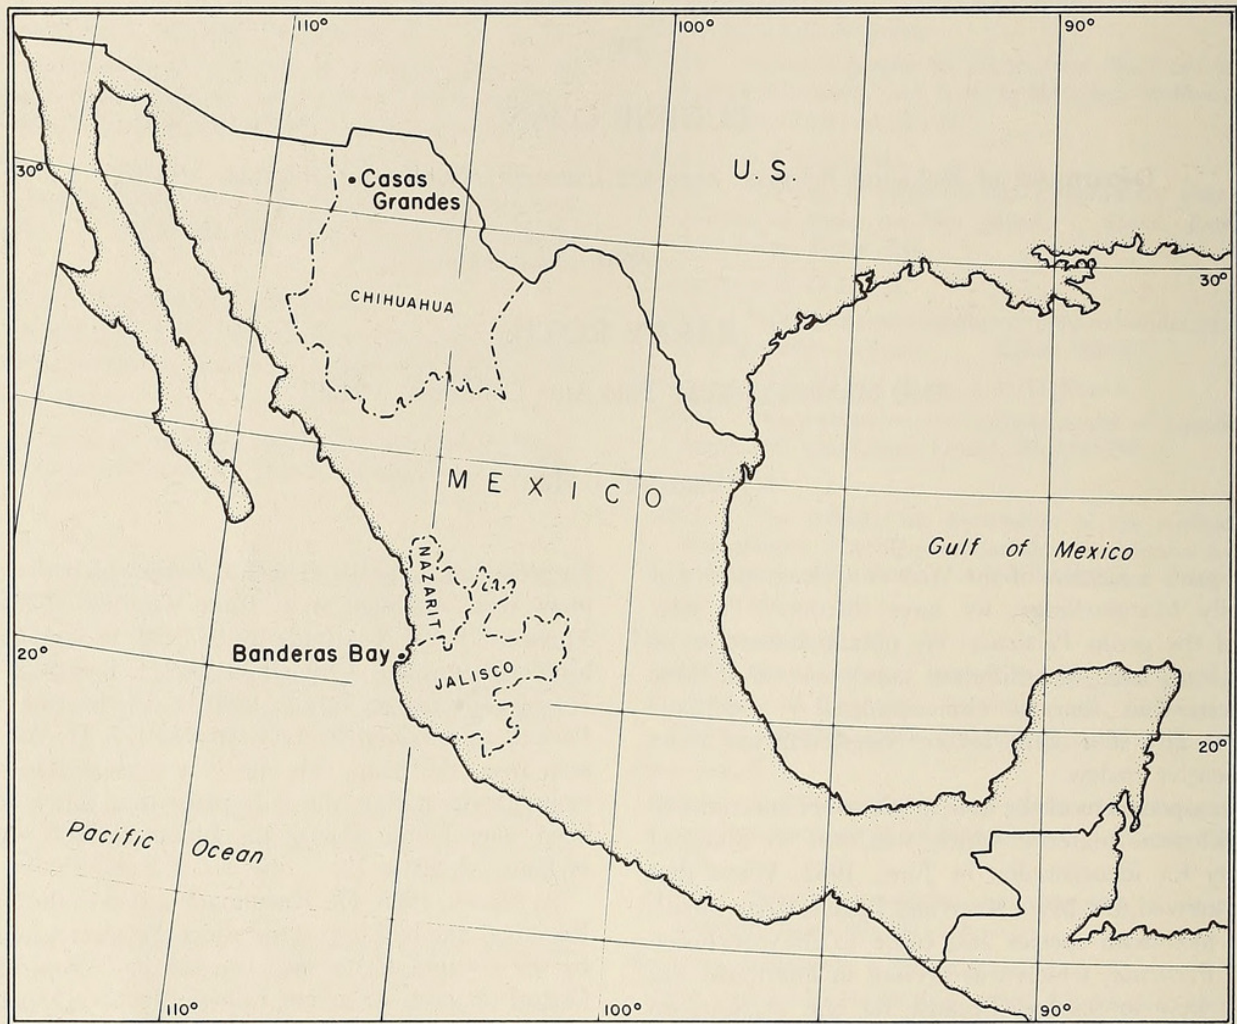 110°
100°
90°
30°
Casas
Grandes
U.S.
30°
CHIHUAHUA
MEXICO
Gulf of Mexico
NAZARIT
20°
Banderas Bay
JALISCO
20°
Pacific Ocean
110°
100°
90°